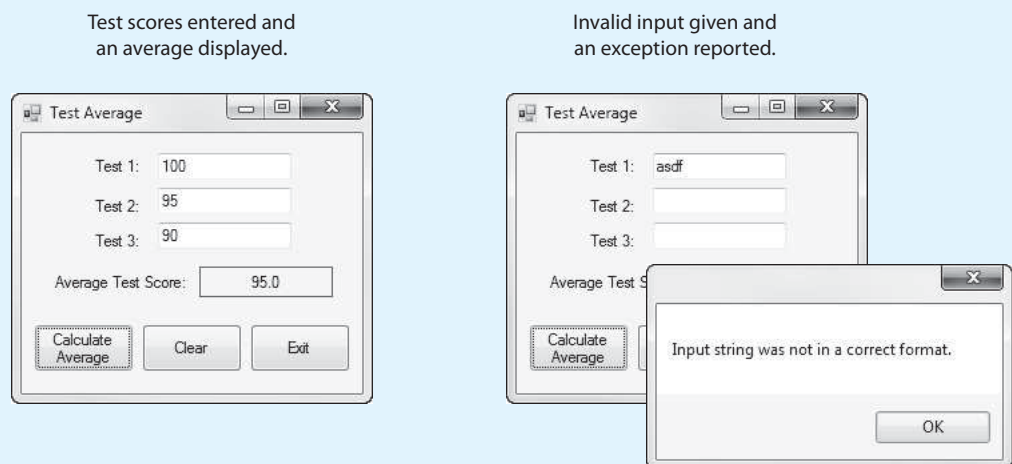 Test scores entered and
an average displayed.
Test Average
Test 1: 100
Test 2: 95
Test 3: 90
Average Test Score: 95.0
Calculate
Average
Clear
Exit
Invalid input given and
an exception reported.
Test Average
Test 1: asdf
Test 2:
Test 3:
Average Test S
Calculate
Average
Input string was not in a correct format.
OK